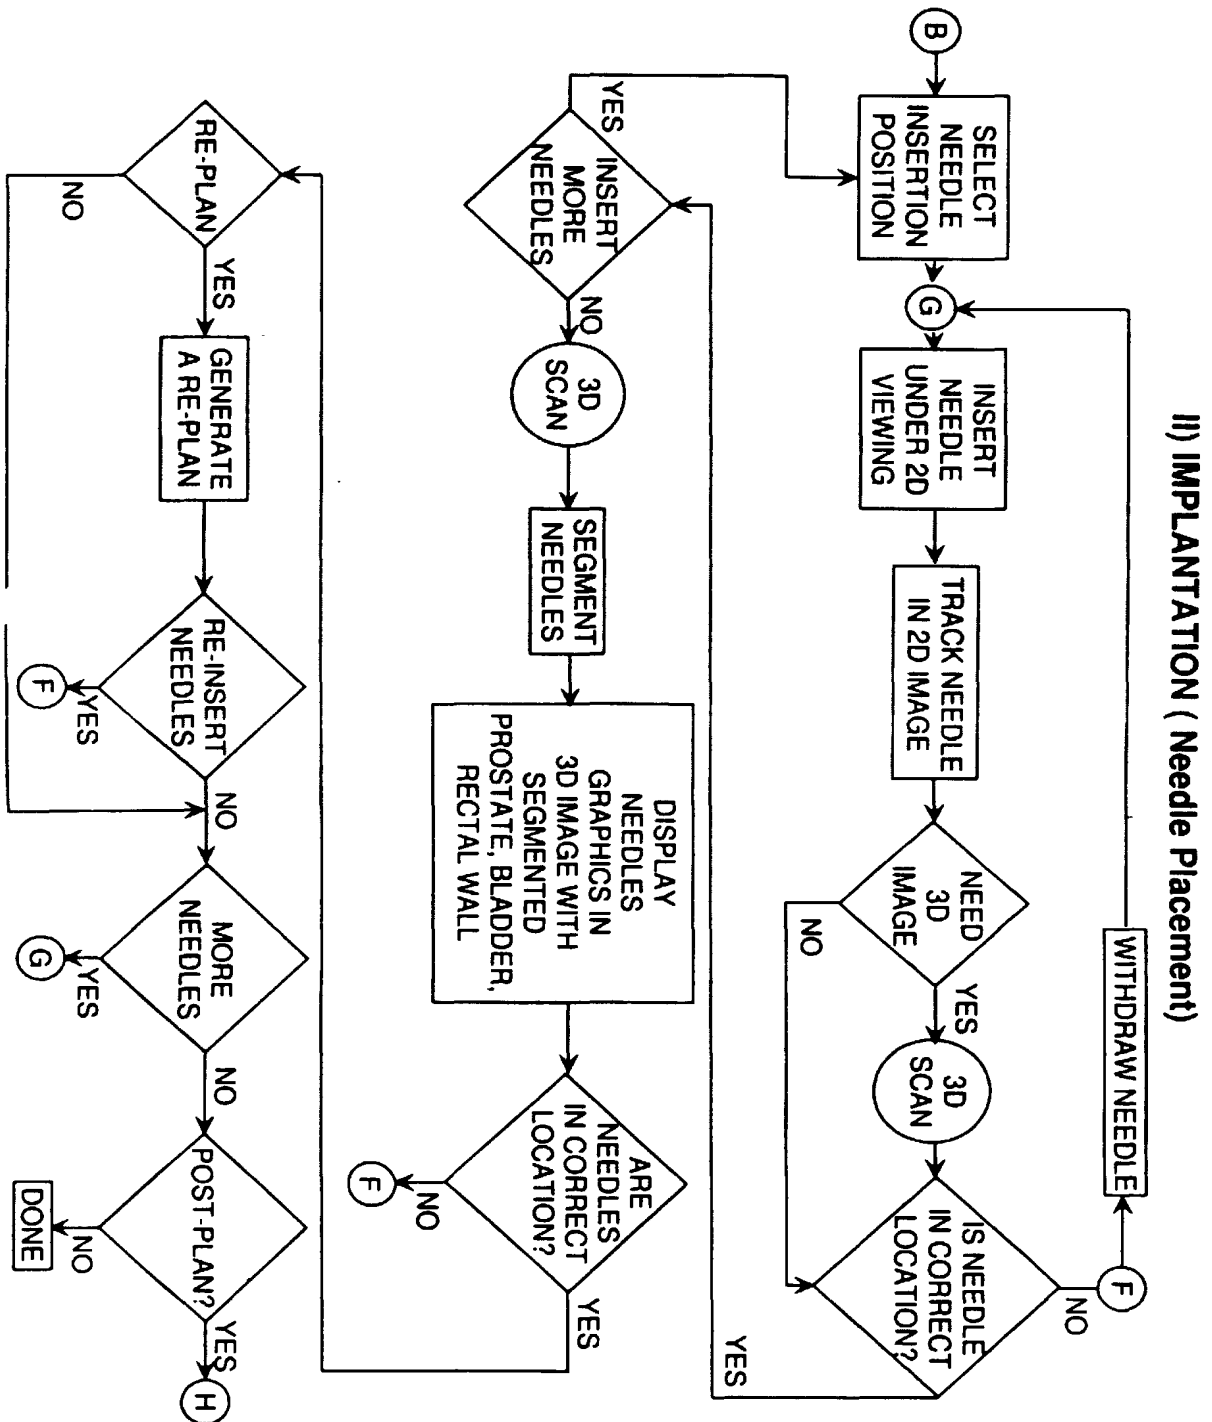 II) IMPLANTATION ( Needle Placement)
WITHDRAW NEEDLE
F
NO
B
SELECT
NEEDLE
INSERTION
POSITION
G
INSERT
NEEDLE
UNDER 2D
VIEWING
TRACK NEEDLE
IN 2D IMAGE
NEED
3D
IMAGE
YES
NO
3D
SCAN
IS NEEDLE
IN CORRECT
LOCATION?
YES
YES
INSERT
MORE
NEEDLES
NO
3D
SCAN
SEGMENT
NEEDLES
DISPLAY
NEEDLES
GRAPHICS IN
3D IMAGE WITH
SEGMENTED
PROSTATE, BLADDER,
RECTAL WALL
ARE
NEEDLES
IN CORRECT
LOCATION?
YES
NO
F
RE-PLAN
NO
YES
GENERATE
A RE-PLAN
RE-INSERT
NEEDLES
YES
F
NO
MORE
NEEDLES
YES
G
NO
POST-PLAN?
NO
DONE
YES
H